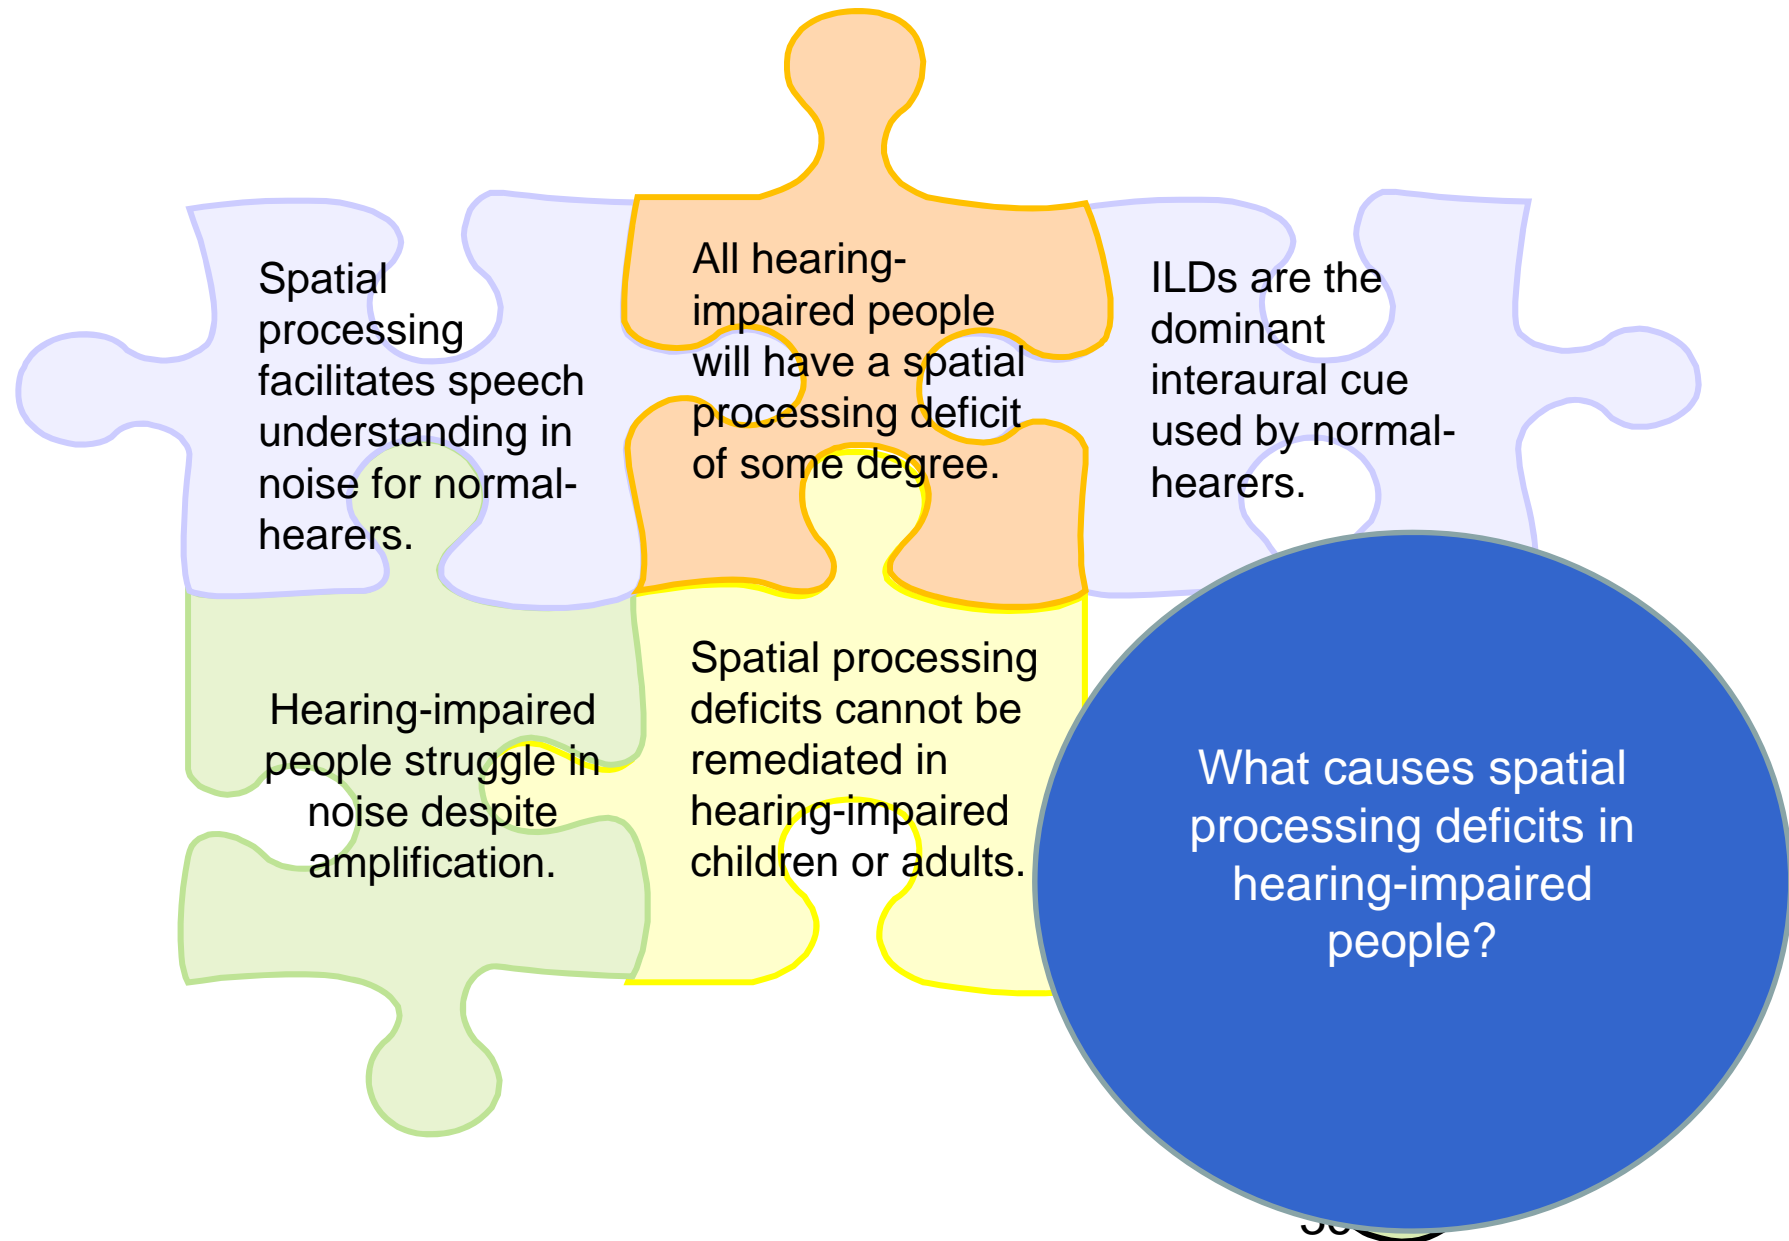 Spatial
processing
facilitates speech
understanding in
noise for normal-
hearers.
All hearing-
impaired people
will have a spatial
processing deficit
of some degree.
ILDs are the
dominant
interaural cue
used by normal-
hearers.
Hearing-impaired
people struggle in
noise despite
amplification.
Spatial processing
deficits cannot be
remediated in
hearing-impaired
children or adults.
What causes spatial
processing deficits in
hearing-impaired
people?